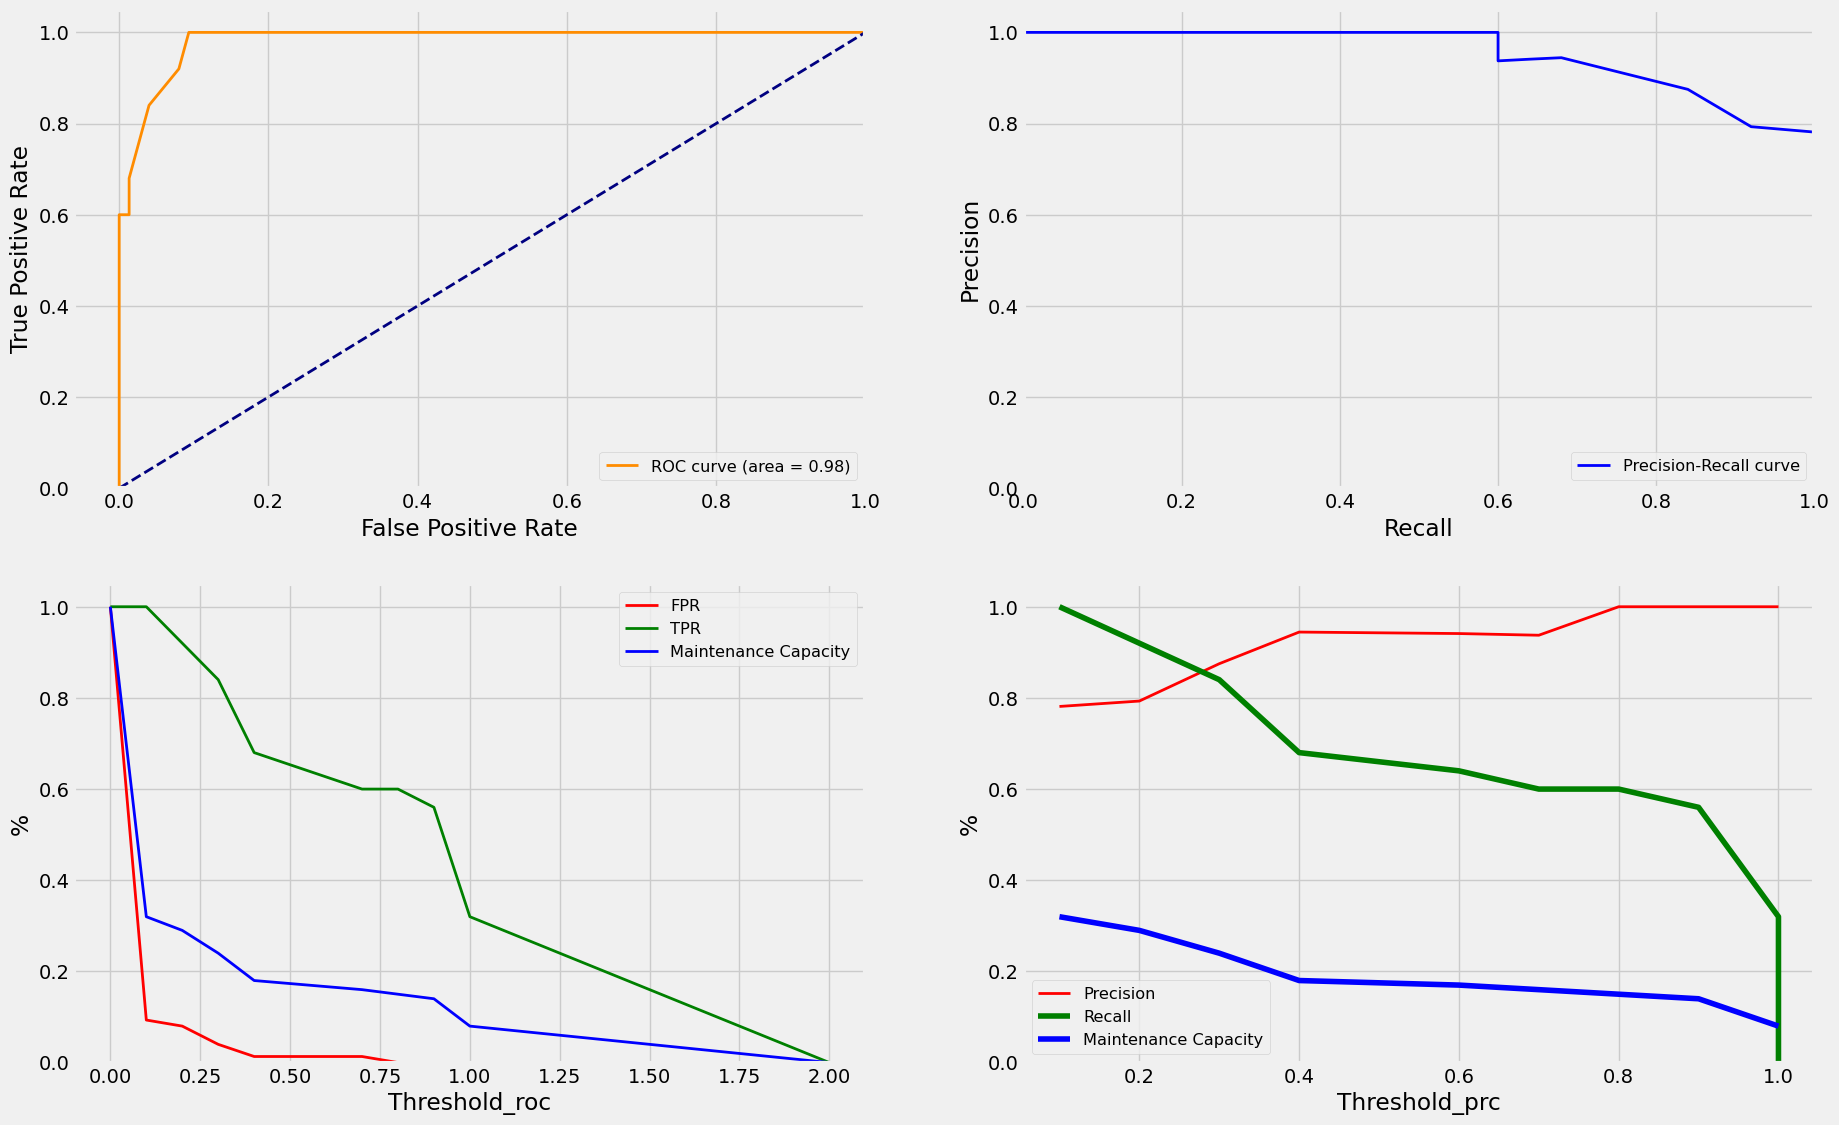 1.0
0.8
0.6
0.4
0.2
0.0
True Positive Rate
0.0 0.2 0.4 0.6 0.8 1.0
False Positive Rate
ROC curve (area = 0.98)
1.0
0.8
0.6
0.4
0.2
0.0
Precision
0.0 0.2 0.4 0.6 0.8 1.0
Recall
Precision-Recall curve
1.0
0.8
0.6
0.4
0.2
0.0
%
0.00 0.25 0.50 0.75 1.00 1.25 1.50 1.75 2.00
Threshold_roc
FPR
TPR
Maintenance Capacity
1.0
0.8
0.6
0.4
0.2
0.0
%
0.2 0.4 0.6 0.8 1.0
Threshold_prc
Precision
Recall
Maintenance Capacity